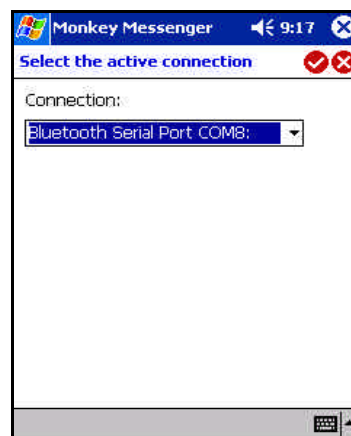 Monkey Messenger 9:17
Select the active connection
Connection:
Bluetooth Serial Port COM8: